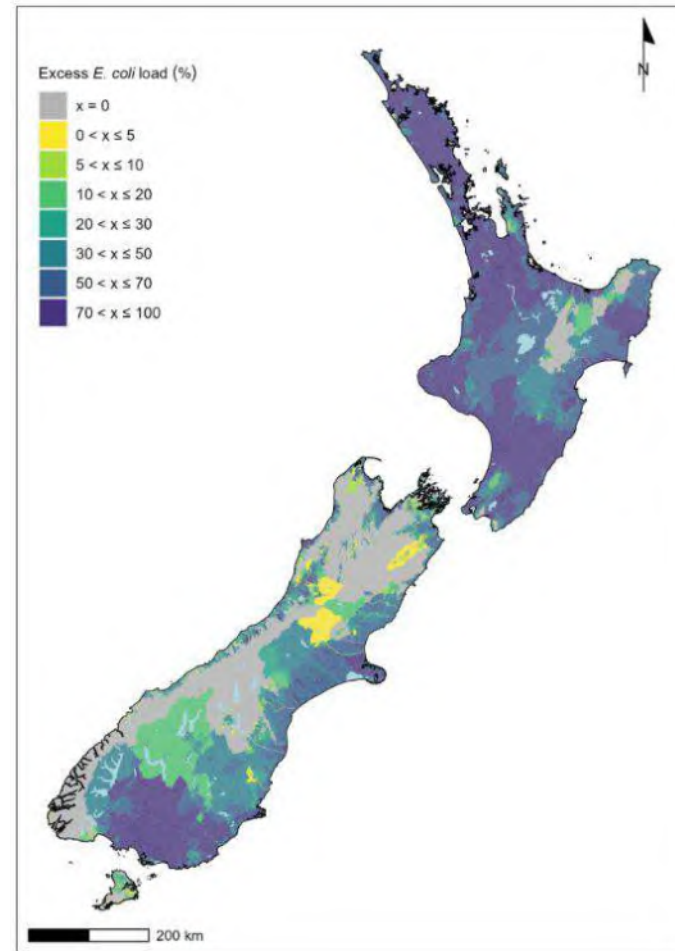 N
Excess E. coli load (%)
x = 0
0 < x ≤ 5
5 < x ≤ 10
10 < x ≤ 20
20 < x ≤ 30
30 < x ≤ 50
50 < x ≤ 70
70 < x ≤ 100
200 km